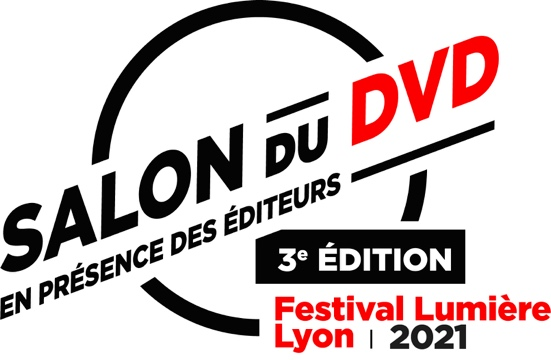 SALON DU DVD
EN PRÉSENCE DES ÉDITEURS
3e ÉDITION
Festival Lumière
Lyon | 2021